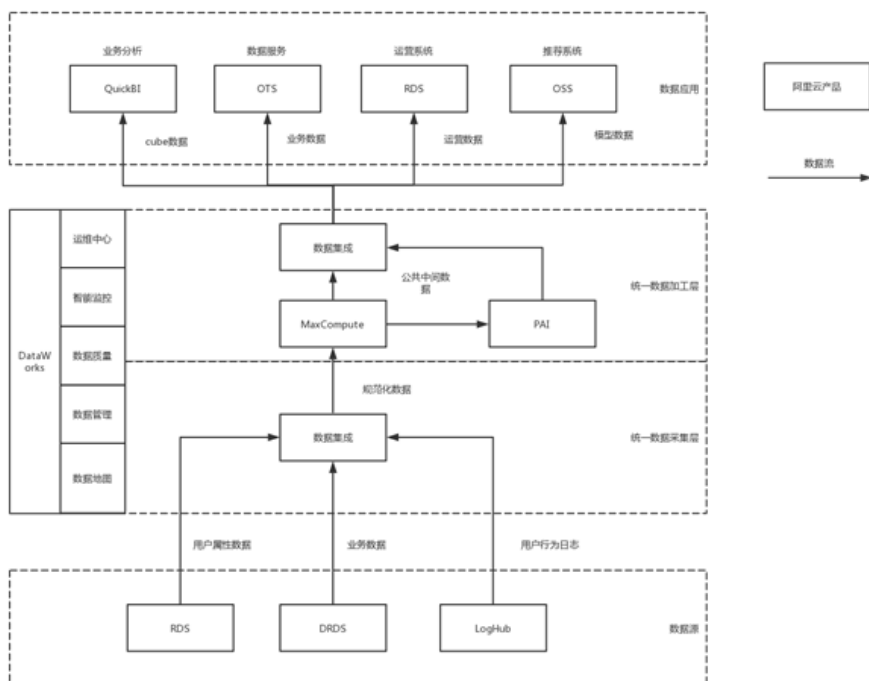 业务分析
数据服务
运营系统
推荐系统
QuickBI
OTS
RDS
OSS
数据应用
阿里云产品
cube数据
业务数据
运营数据
模型数据
数据流
运维中心
智能监控
数据质量
数据管理
数据地图
DataW
orks
数据集成
公共中间数
据
统一数据加工层
MaxCompute
PAI
规范化数据
数据集成
统一数据采集层
用户属性数据
业务数据
用户行为日志
RDS
DRDS
LogHub
数据源